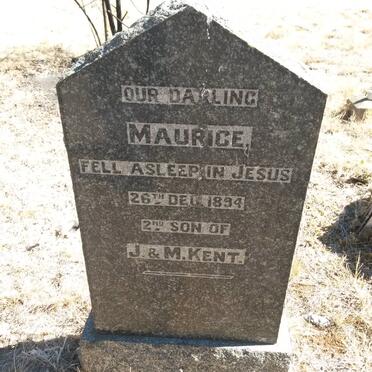 OUR DARLING
MAURICE,
FELL ASLEEP IN JESUS
26TH DEC. 1894
2ND SON OF
J. & M. KENT.